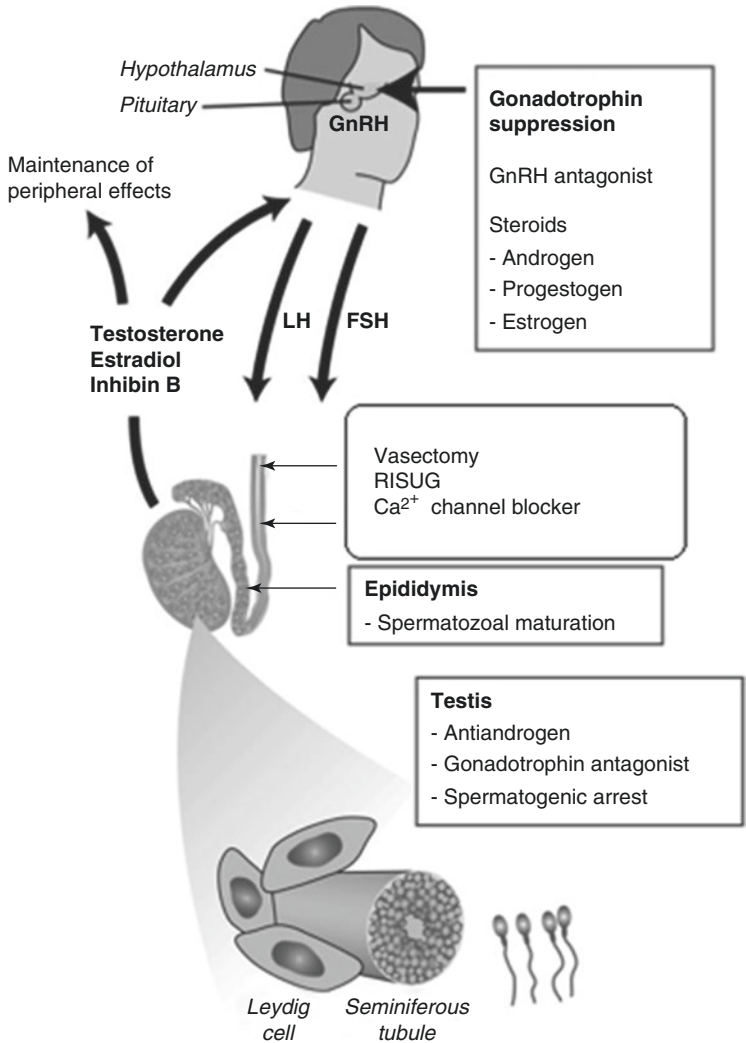 Hypothalamus
Pituitary
GnRH
Gonadotrophin
suppression
GnRH antagonist
Steroids
- Androgen
- Progestogen
- Estrogen
Maintenance of
peripheral effects
LH
FSH
Testosterone
Estradiol
Inhibin B
Vasectomy
RISUG
Ca²⁺ channel blocker
Epididymis
- Spermatozoal maturation
Testis
- Antiandrogen
- Gonadotrophin antagonist
- Spermatogenic arrest
Leydig
cell
Seminiferous
tubule